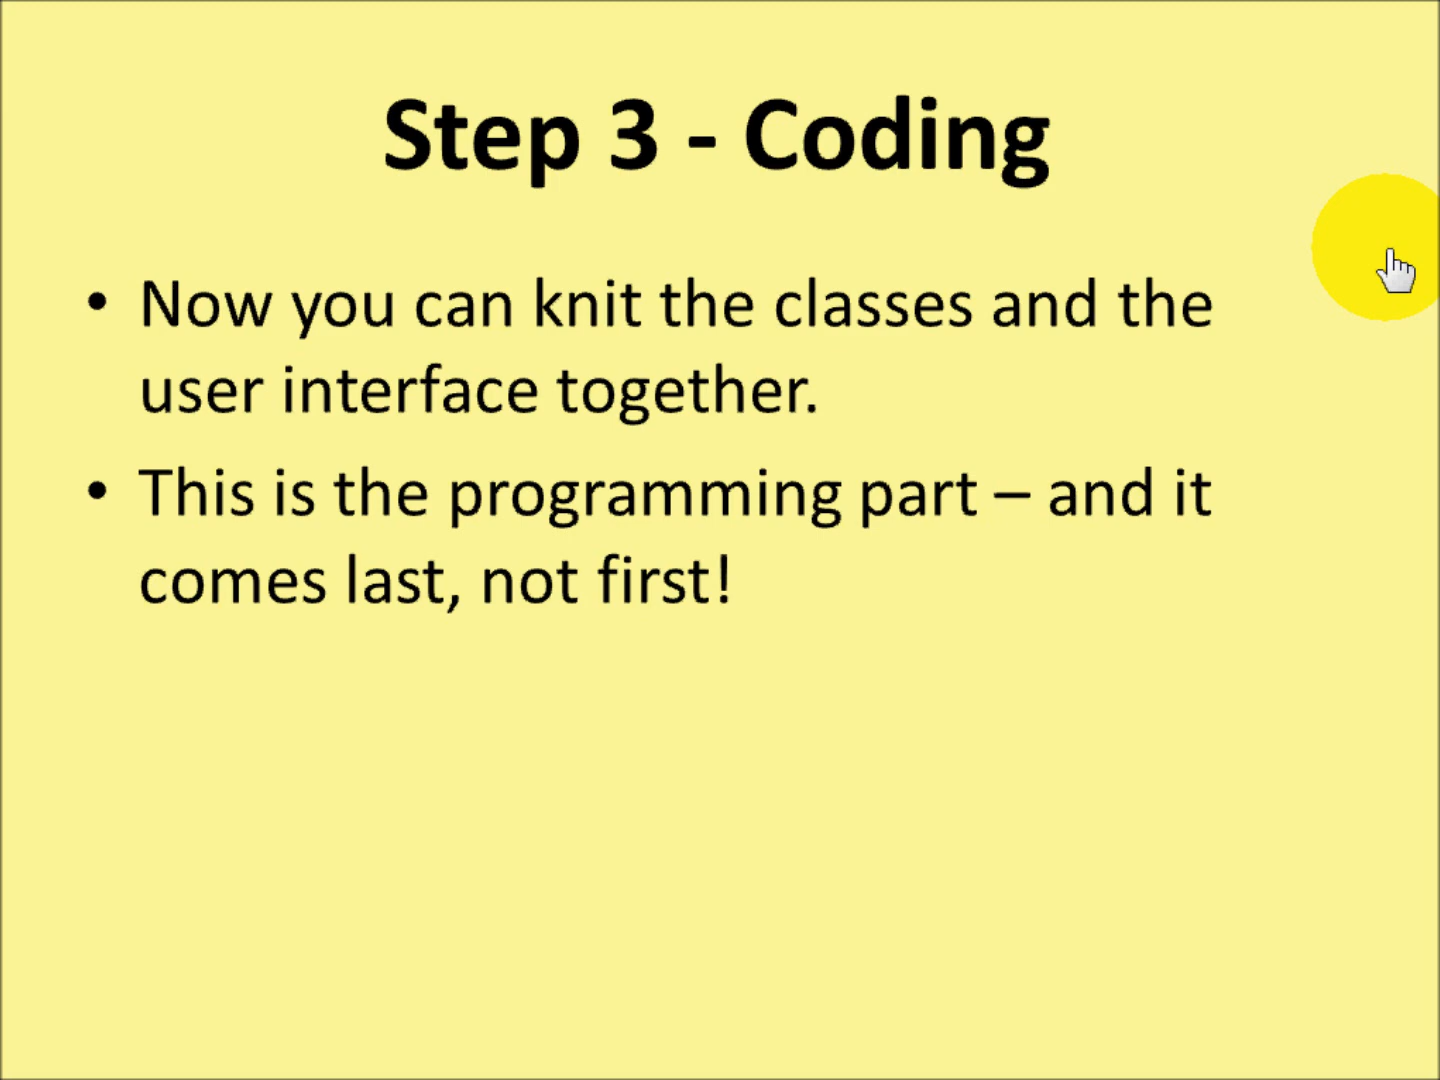 Step 3 - Coding
• Now you can knit the classes and the
user interface together.
• This is the programming part – and it
comes last, not first!